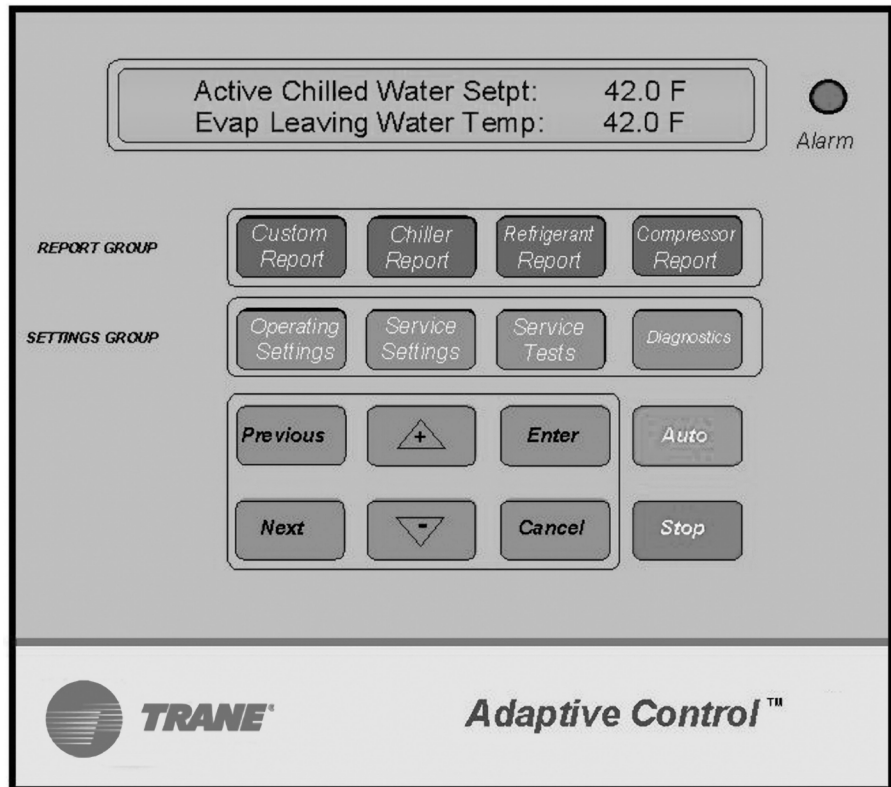 Active Chilled Water Setpt: 42.0 F
Evap Leaving Water Temp: 42.0 F
Alarm
REPORT GROUP
Custom Report
Chiller Report
Refrigerant Report
Compressor Report
SETTINGS GROUP
Operating Settings
Service Settings
Service Tests
Diagnostics
Previous
+
Enter
Auto
Next
-
Cancel
Stop
TRANE®
Adaptive Control™